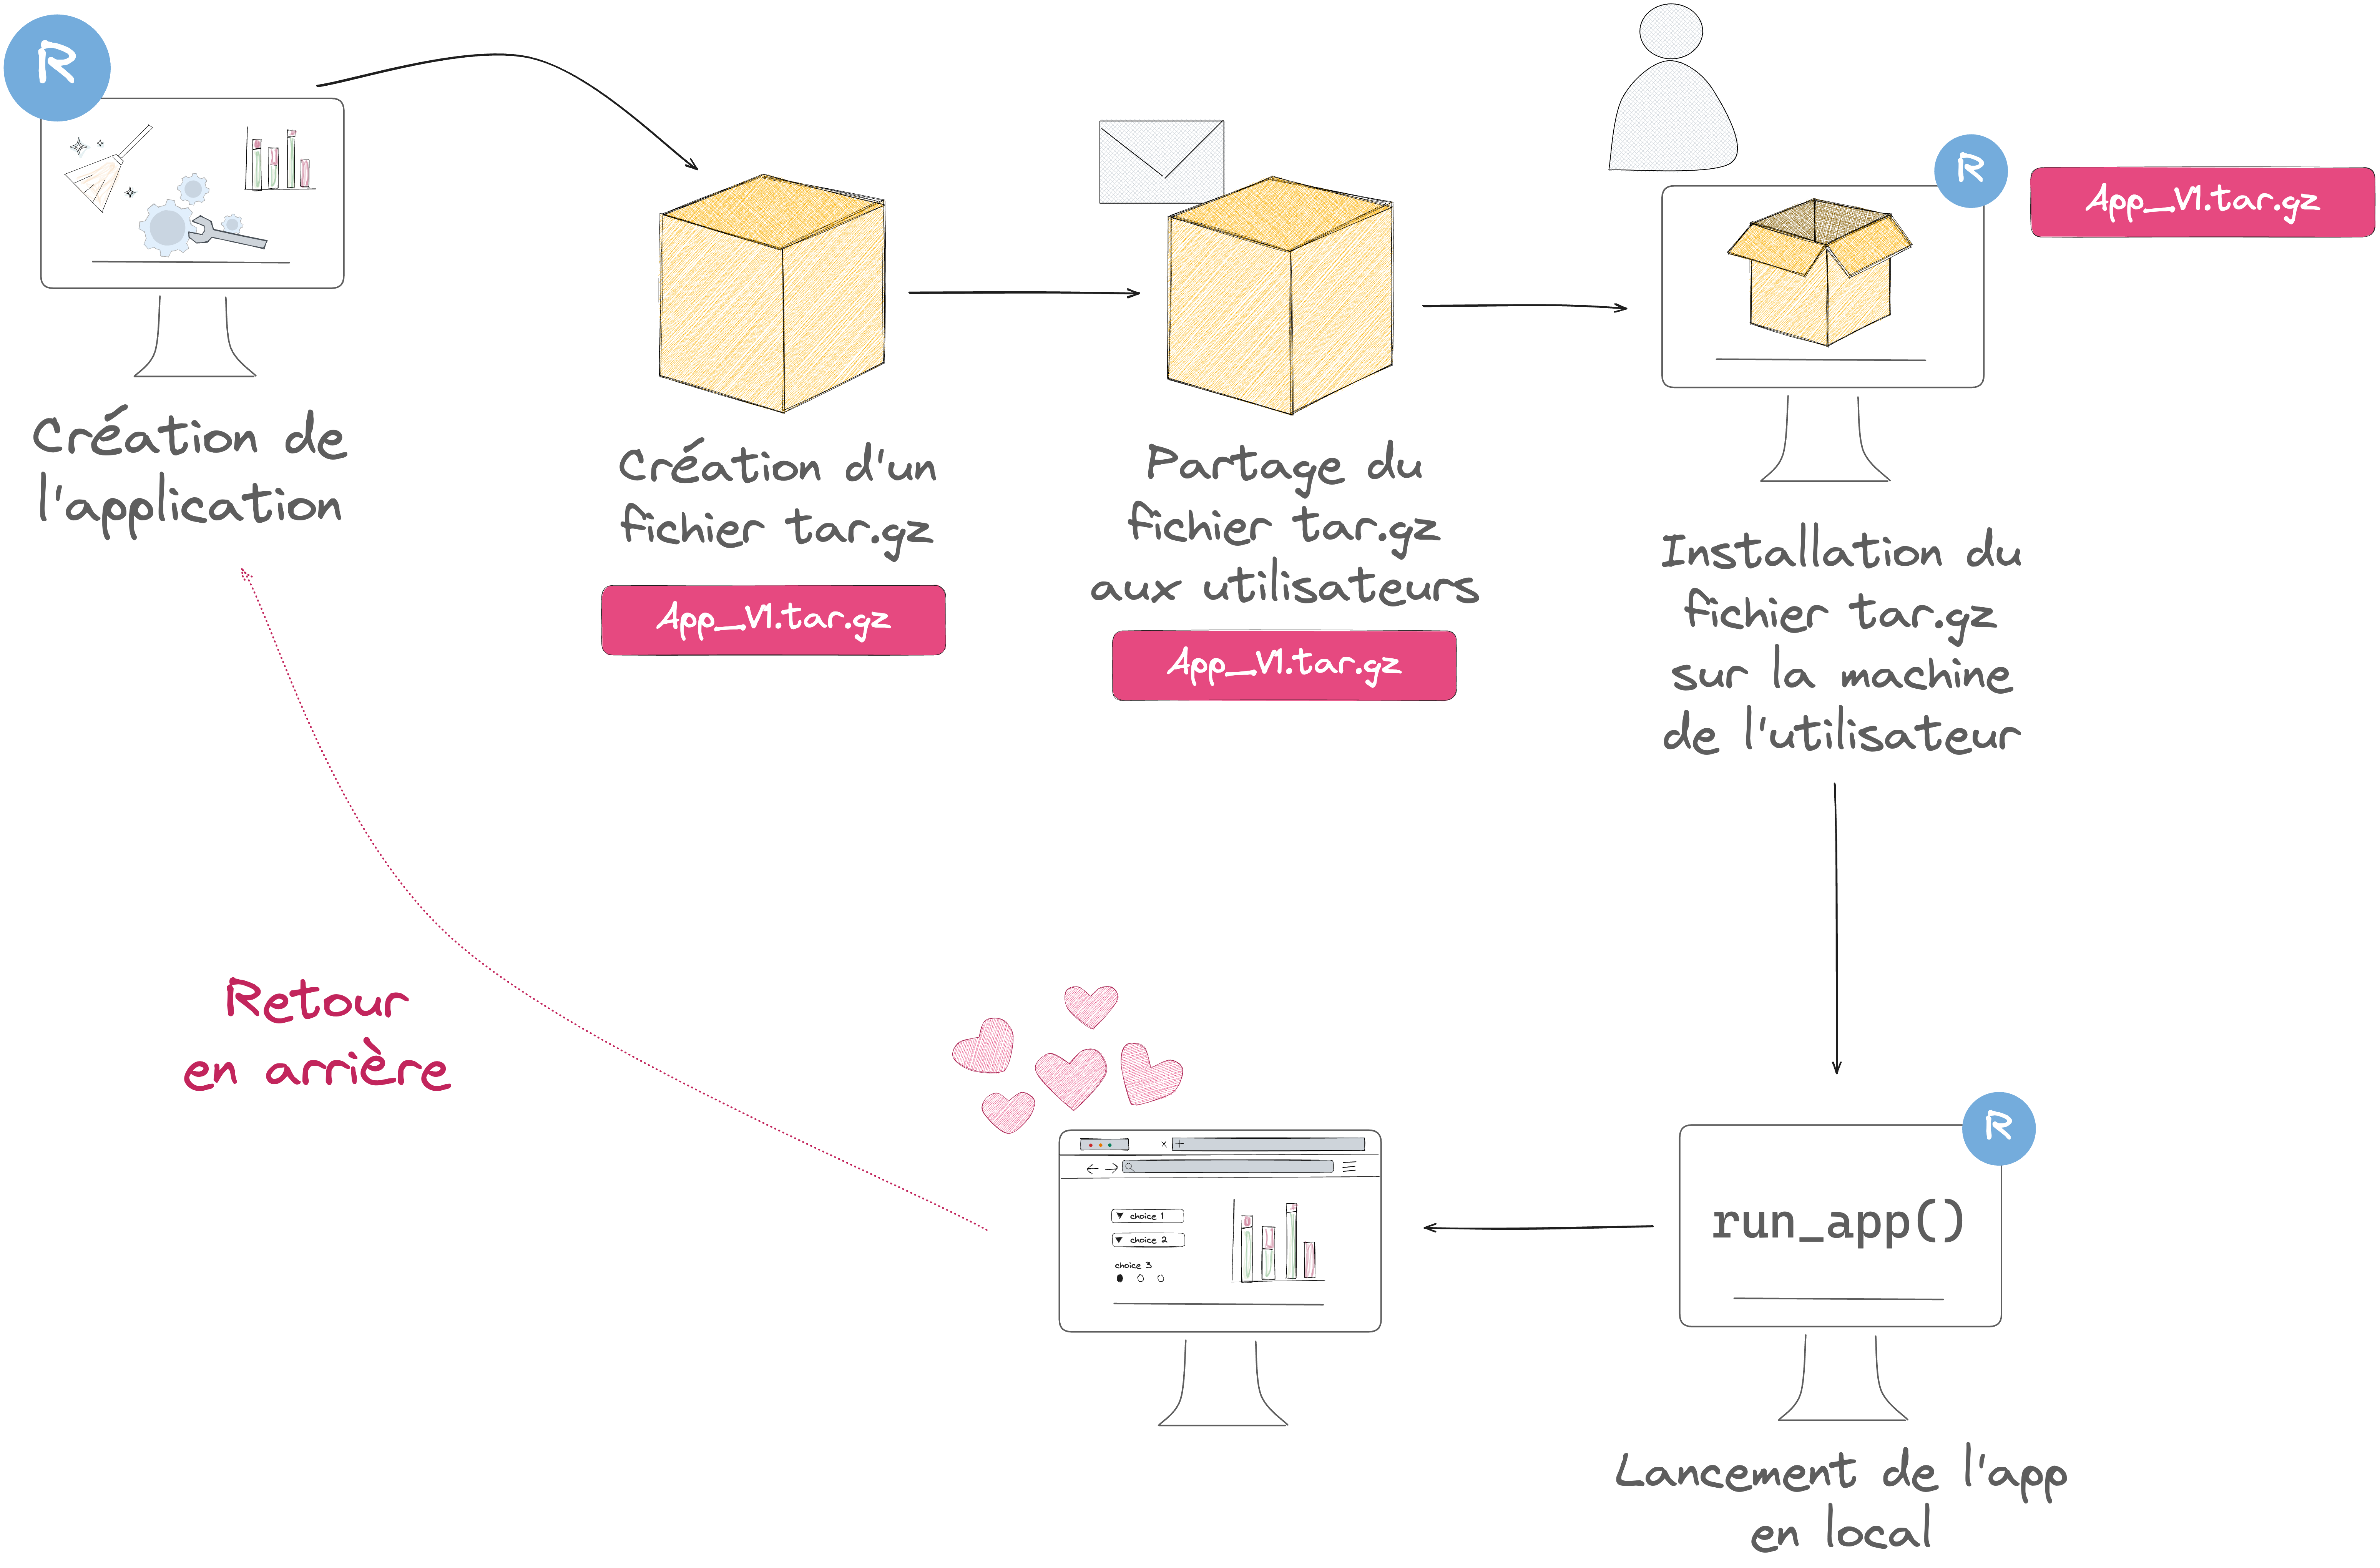 R
Création de
l'application
Création d'un
fichier tar.gz
App_V1.tar.gz
Partage du
fichier tar.gz
aux utilisateurs
App_V1.tar.gz
R
App_V1.tar.gz
Installation du
fichier tar.gz
sur la machine
de l'utilisateur
R
run_app()
Lancement de l'app
en local
x +
choice 1
choice 2
choice 3
Retour
en arrière